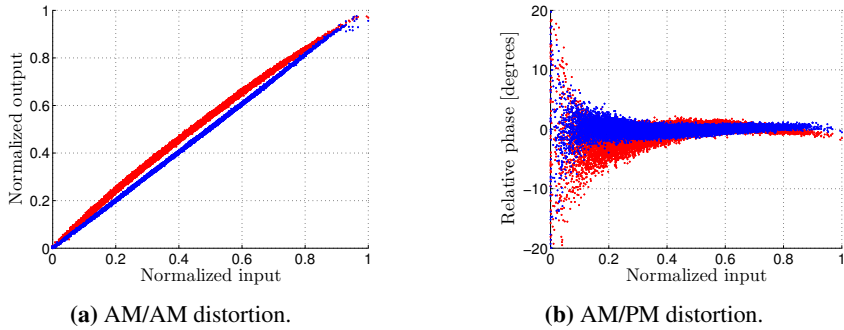 1
0.8
0.6
0.4
0.2
0
0 0.2 0.4 0.6 0.8 1
Normalized input
Normalized output
(a) AM/AM distortion.
20
10
0
−10
−20
0 0.2 0.4 0.6 0.8 1
Normalized input
Relative phase [degrees]
(b) AM/PM distortion.